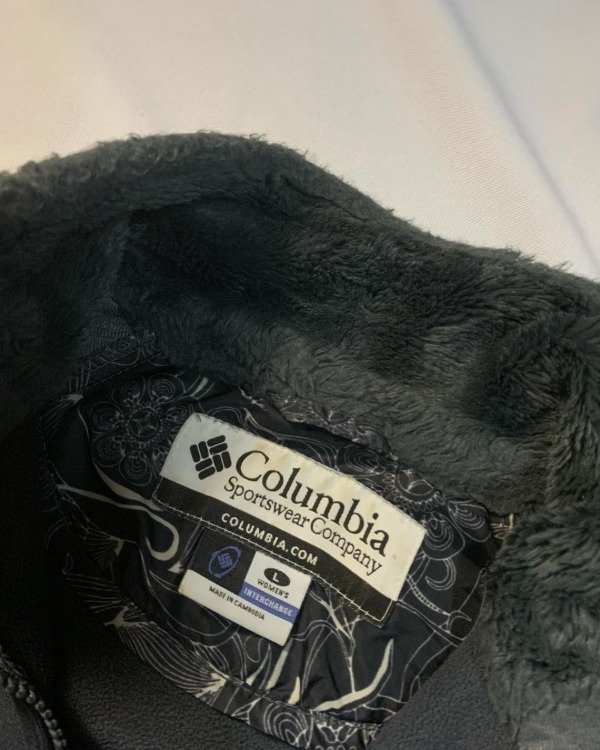 Columbia
Sportswear Company
COLUMBIA.COM
L
WOMEN'S
INTERCHANGE
MADE IN CAMBODIA